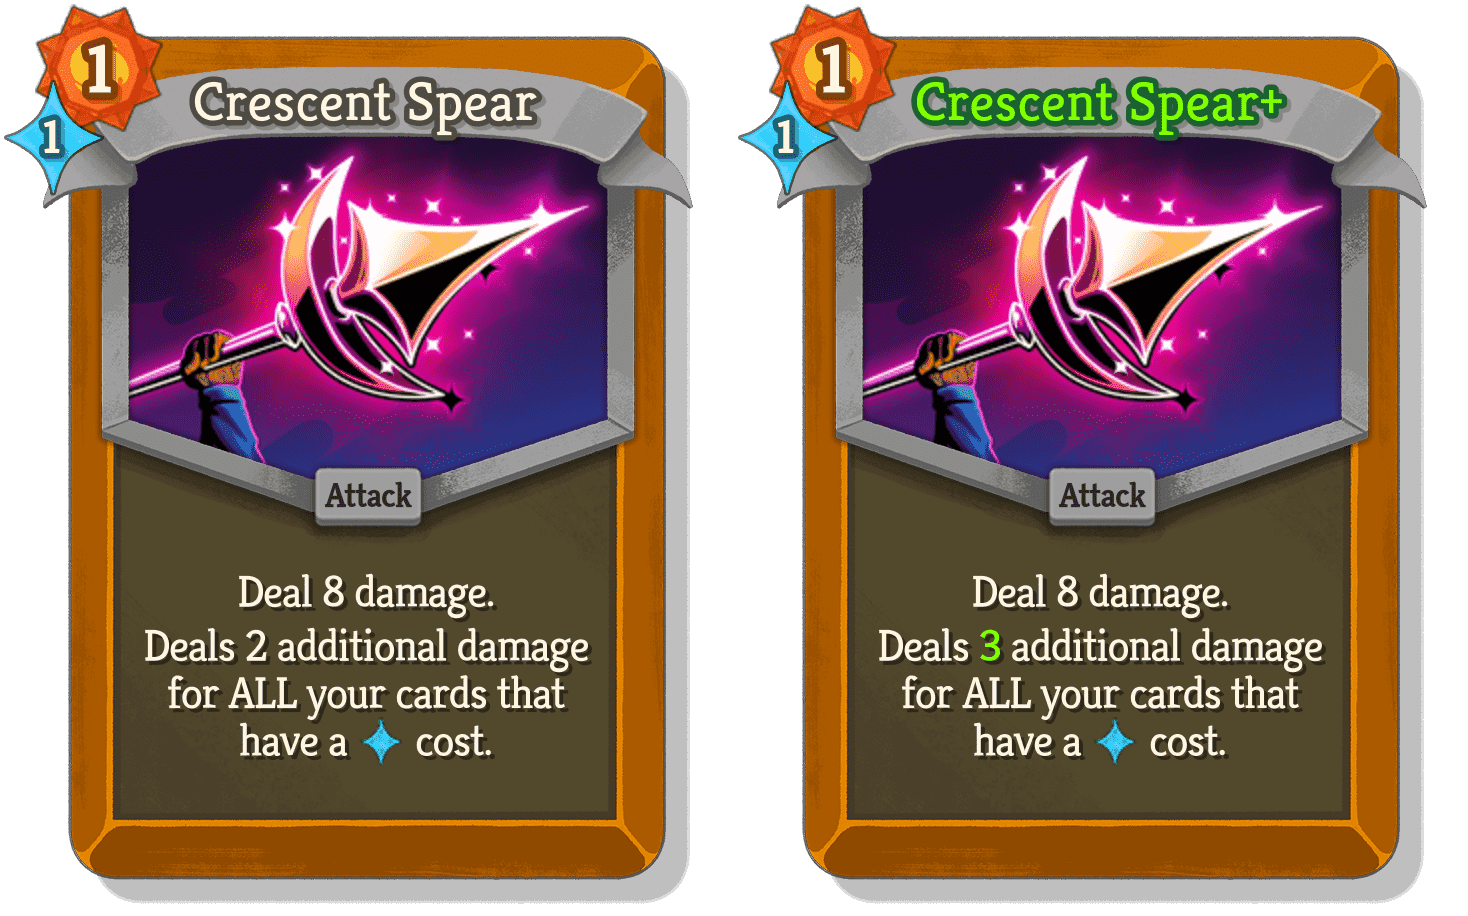 1
1
Crescent Spear
Attack
Deal 8 damage.
Deals 2 additional damage
for ALL your cards that
have a cost.
1
1
Crescent Spear+
Attack
Deal 8 damage.
Deals 3 additional damage
for ALL your cards that
have a cost.